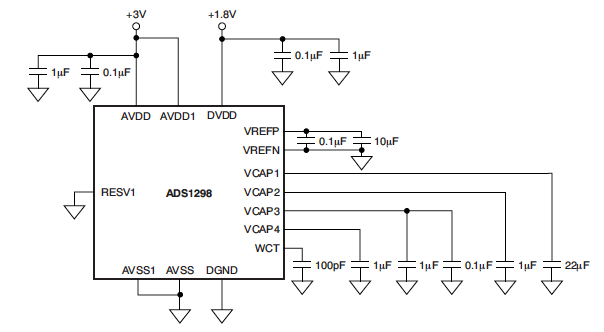 +3V +1.8V
1μF 0.1μF 0.1μF 1μF
AVDD AVDD1 DVDD
VREFP
0.1μF 10μF
VREFN
VCAP1
RESV1 ADS1298 VCAP2
VCAP3
VCAP4
WCT
100pF 1μF 1μF 0.1μF 1μF 22μF
AVSS1 AVSS DGND